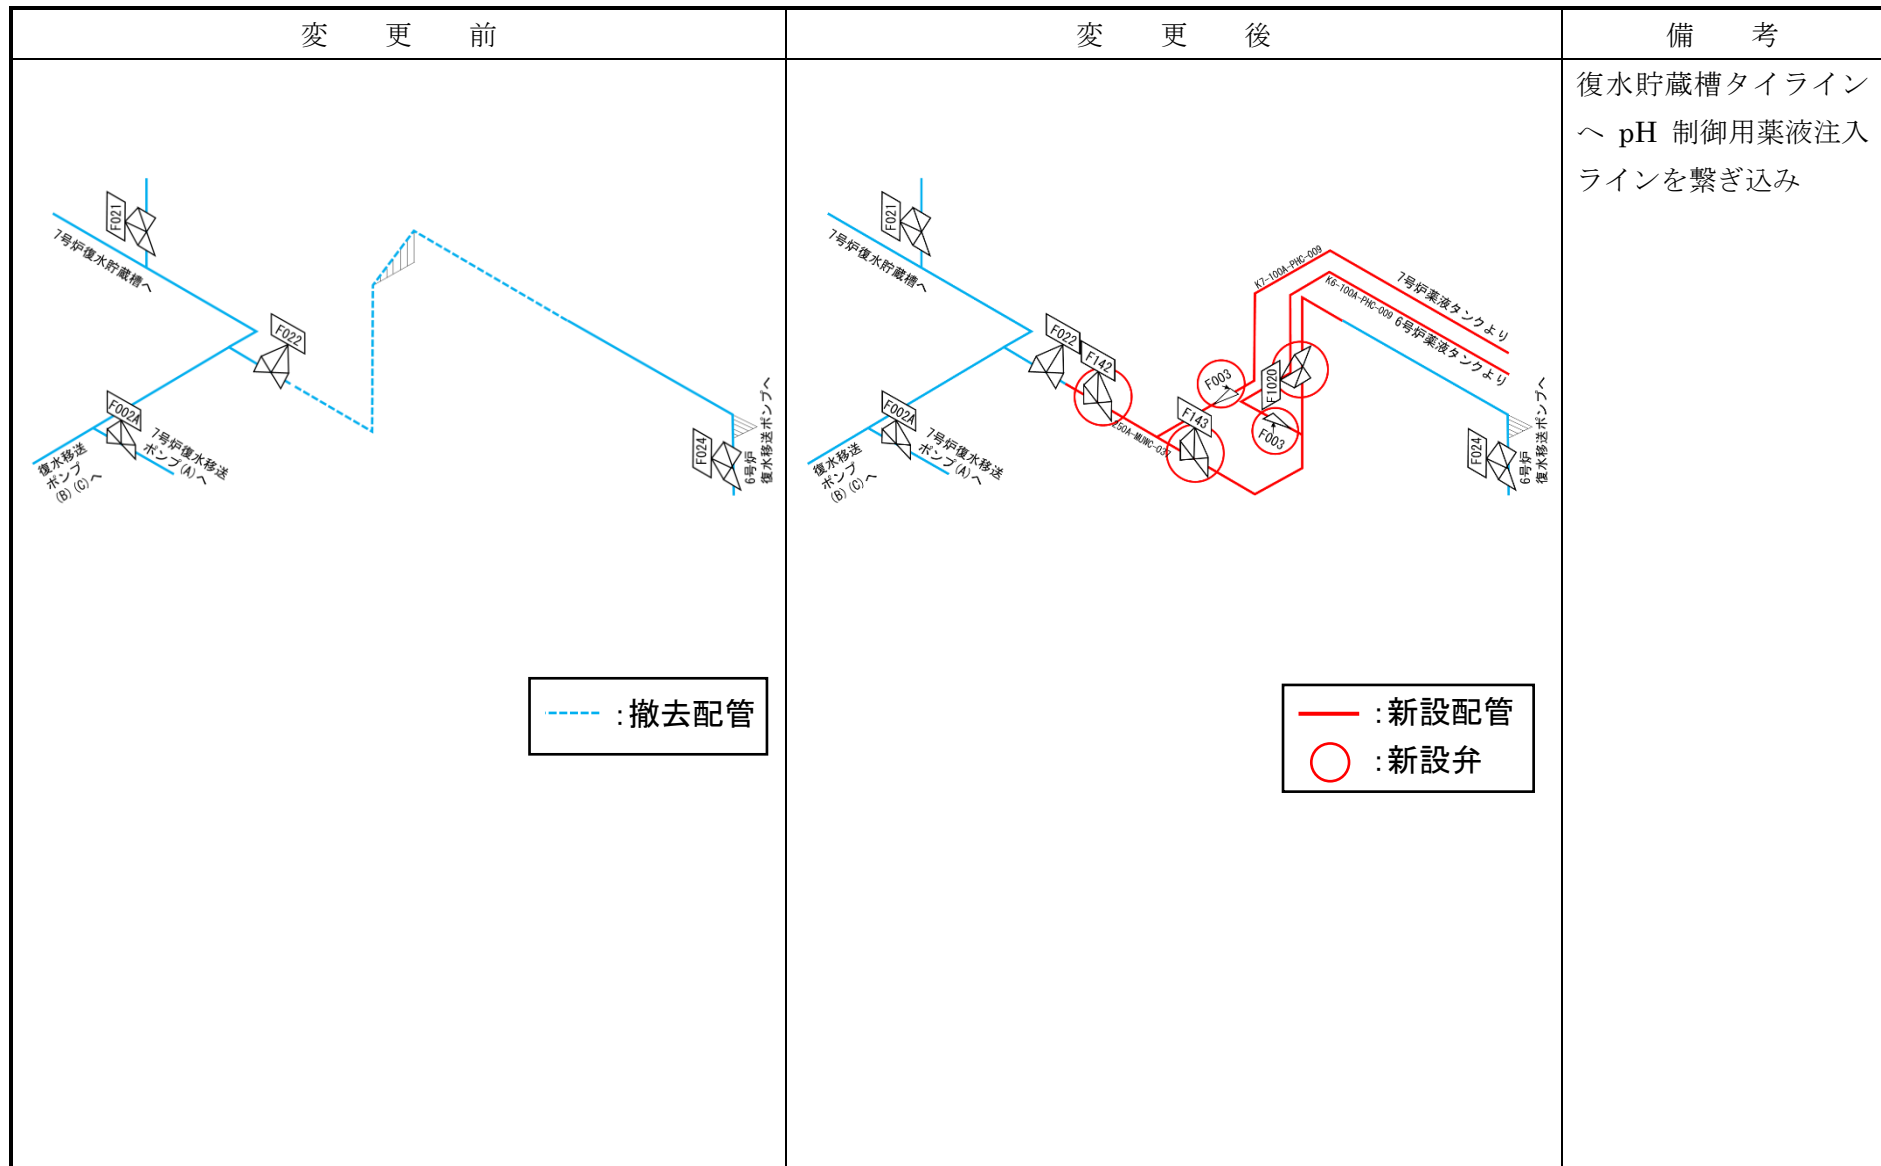 変更前
変更後
備考
復水貯蔵槽タイライン
へ pH 制御用薬液注入
ラインを繋ぎ込み
F021
7号炉復水貯蔵槽へ
F022
F002A
7号炉復水移送
ポンプ(A)へ
復水移送
ポンプ
(B)(C)へ
F024
6号炉
復水移送ポンプへ
:撤去配管
F021
7号炉復水貯蔵槽へ
F022
F142
F143
250A-MUWC-037
F003
F1020
F003
K7-100A-PHC-009
7号炉薬液タンクより
K6-100A-PHC-009
6号炉薬液タンクより
F002A
7号炉復水移送
ポンプ(A)へ
復水移送
ポンプ
(B)(C)へ
F024
6号炉
復水移送ポンプへ
:新設配管
:新設弁